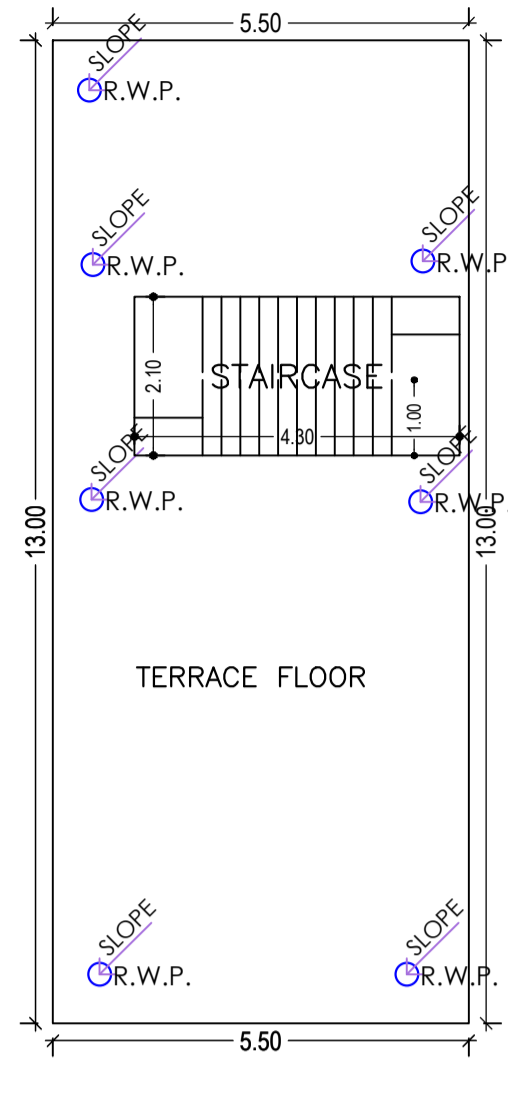 5.50
SLOPE
R.W.P.
SLOPE
R.W.P.
SLOPE
R.W.P
2.10
STAIRCASE
1.00
4.30
SLOPE
R.W.P.
SLOPE
R.W.P.
13.00
13.00
TERRACE FLOOR
SLOPE
R.W.P.
SLOPE
R.W.P.
5.50